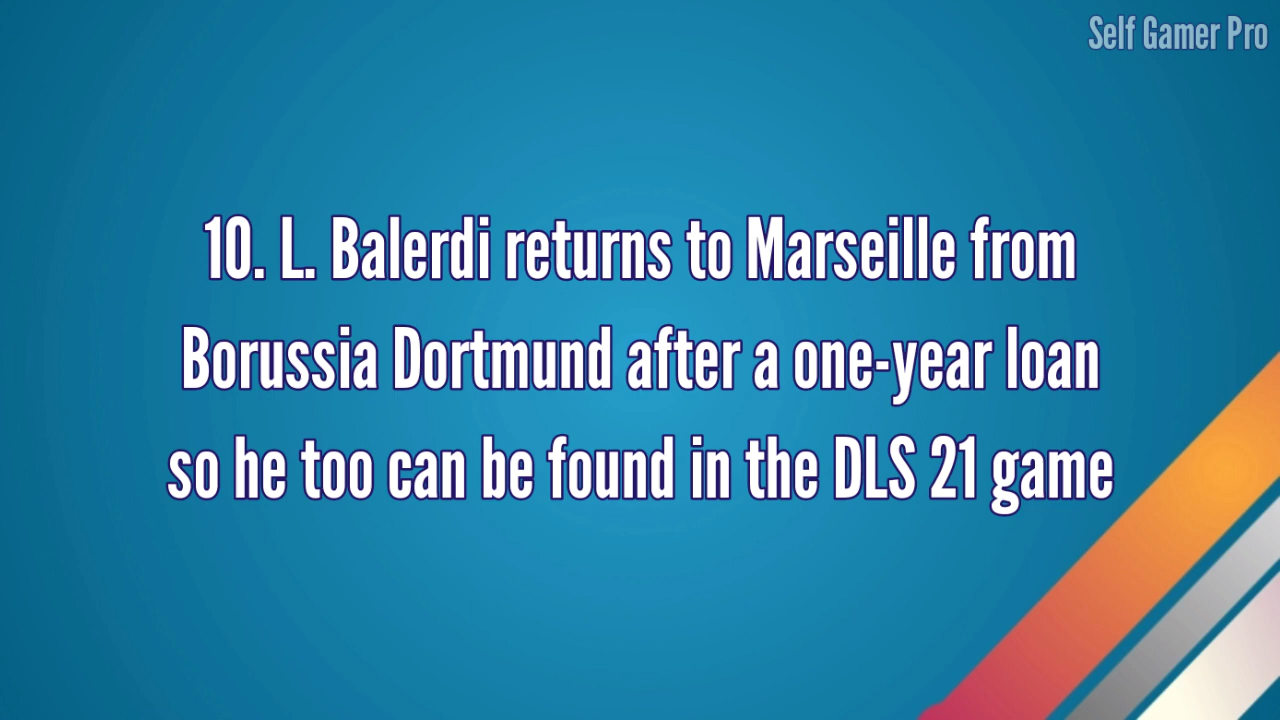 Self Gamer Pro
10. L. Balerdi returns to Marseille from
Borussia Dortmund after a one-year loan
so he too can be found in the DLS 21 game